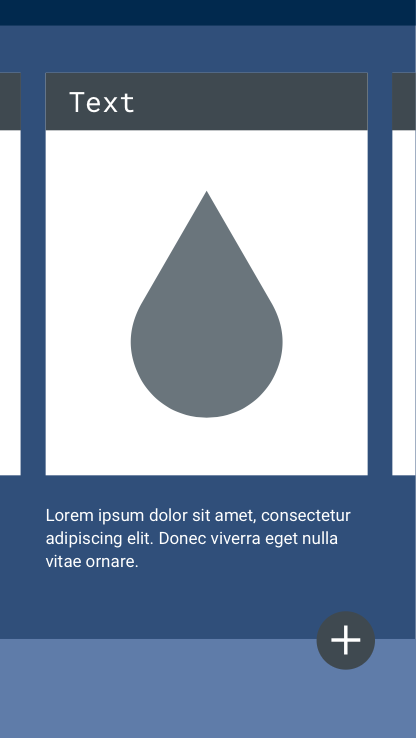 Text
Lorem ipsum dolor sit amet, consectetur
adipiscing elit. Donec viverra eget nulla
vitae ornare.